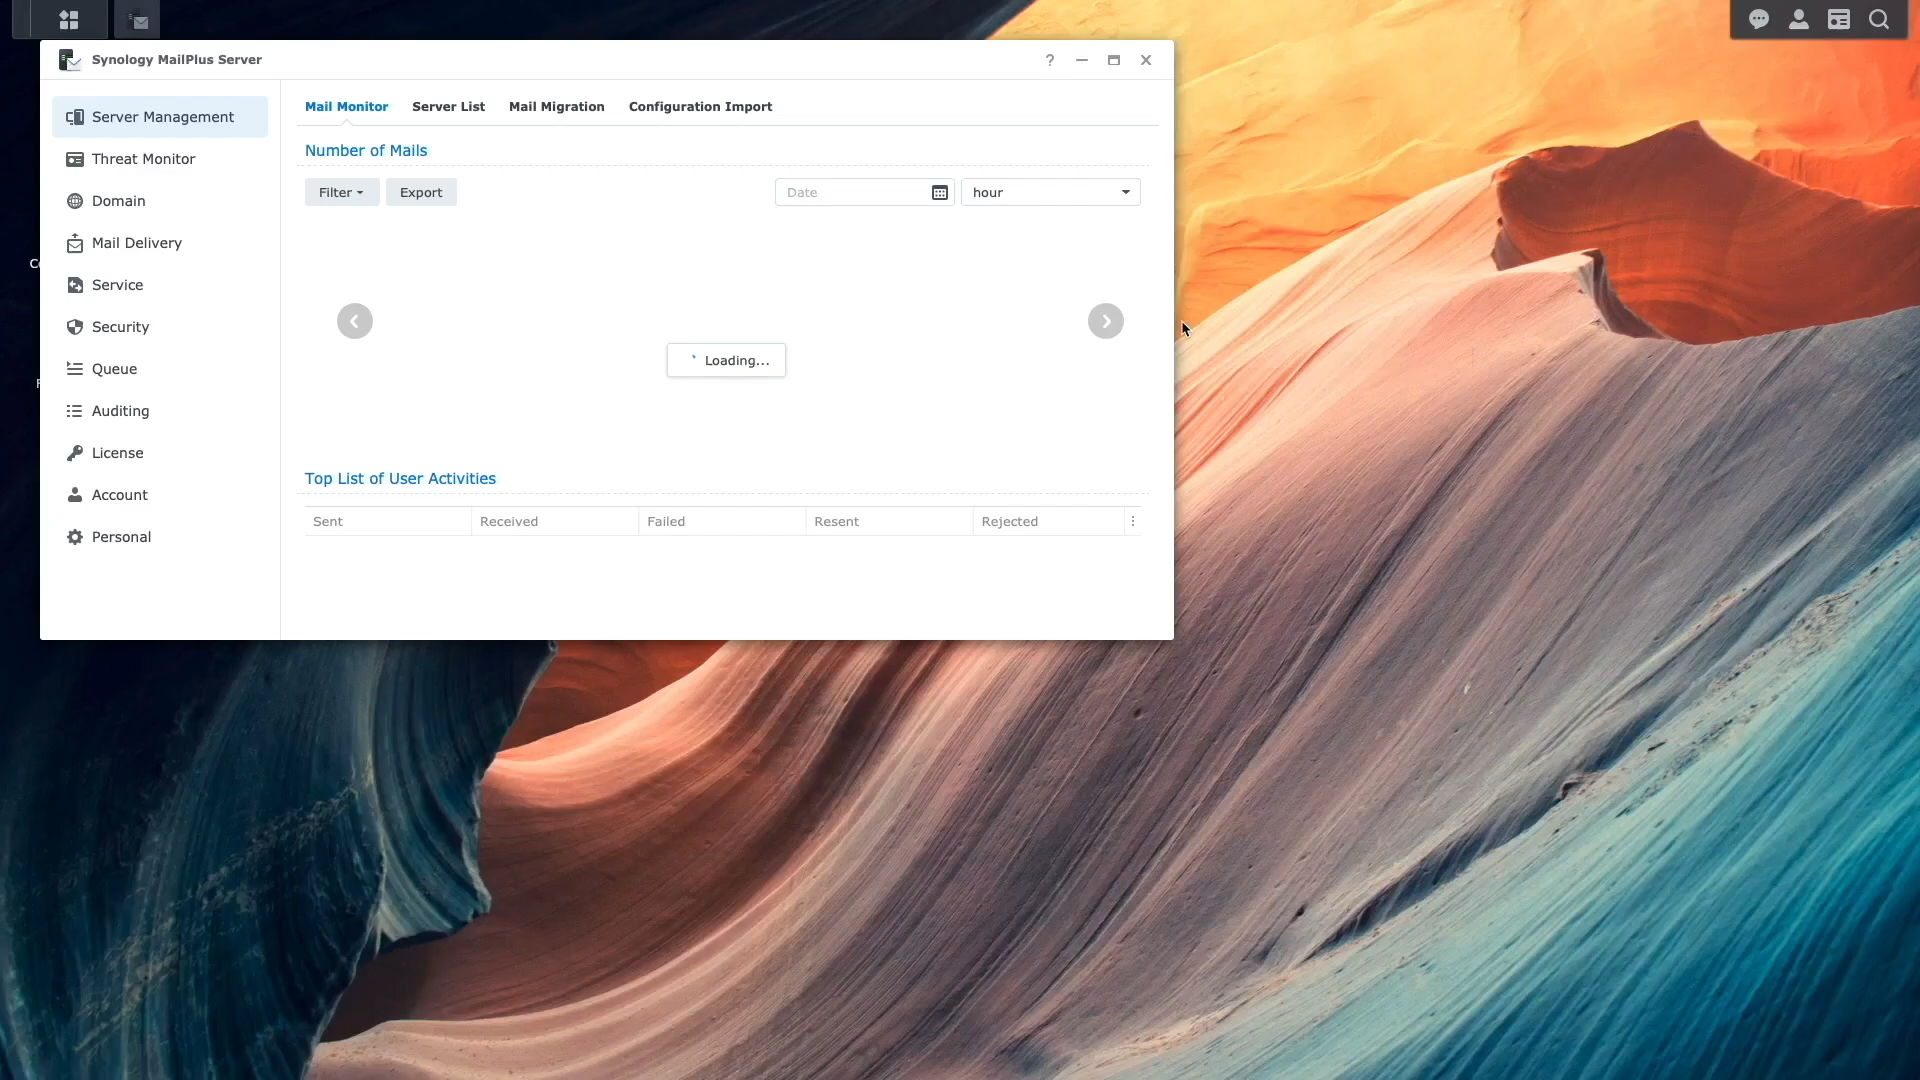 Synology MailPlus Server
?
Server Management
Threat Monitor
Domain
Mail Delivery
Service
Security
Queue
Auditing
License
Account
Personal
Mail Monitor Server List Mail Migration Configuration Import
Number of Mails
Filter Export Date hour
Loading...
Top List of User Activities
Sent Received Failed Resent Rejected